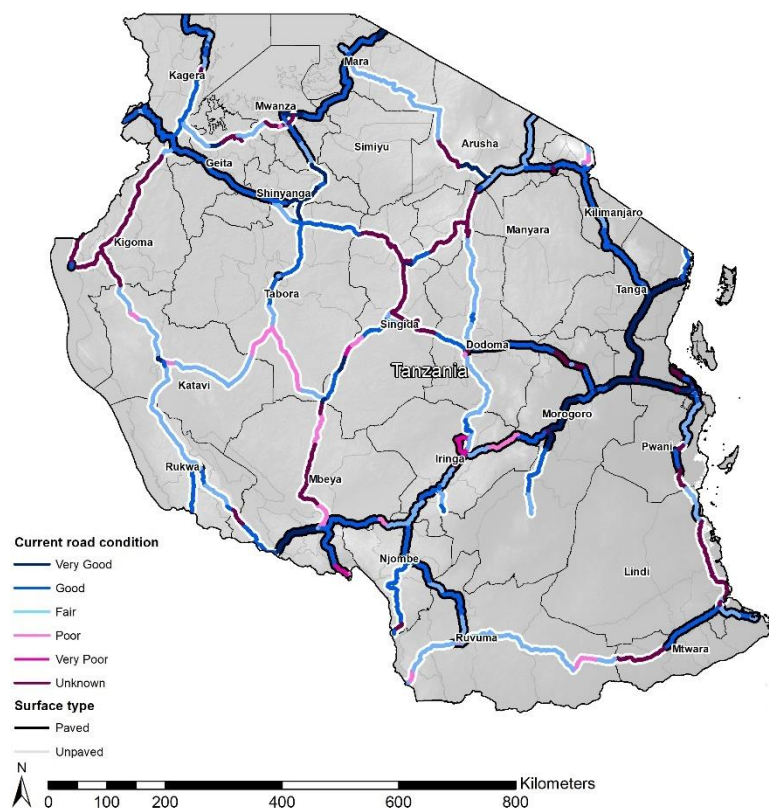 Mara
Kagera
Mwanza
Simiyu
Arusha
Geita
Shinyanga
Kilimanjaro
Manyara
Kigoma
Tanga
Tabora
Singida
Dodoma
Tanzania
Katavi
Morogoro
Pwani
Iringa
Rukwa
Mbeya
Current road condition
Very Good
Good
Fair
Poor
Very Poor
Unknown
Njombe
Lindi
Ruvuma
Mtwara
Surface type
Paved
Unpaved
N
Kilometers
0 100 200 400 600 800